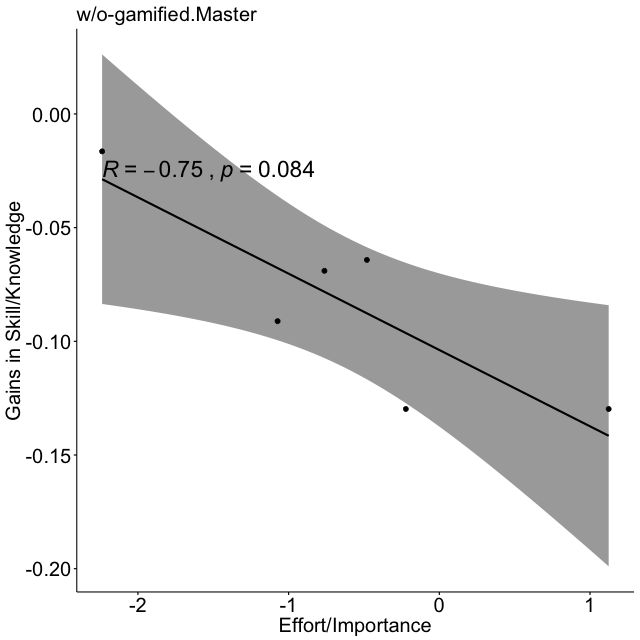 w/o-gamified.Master
0.00
R = −0.75 , p = 0.084
-0.05
-0.10
-0.15
-0.20
Gains in Skill/Knowledge
-2
-1
0
1
Effort/Importance